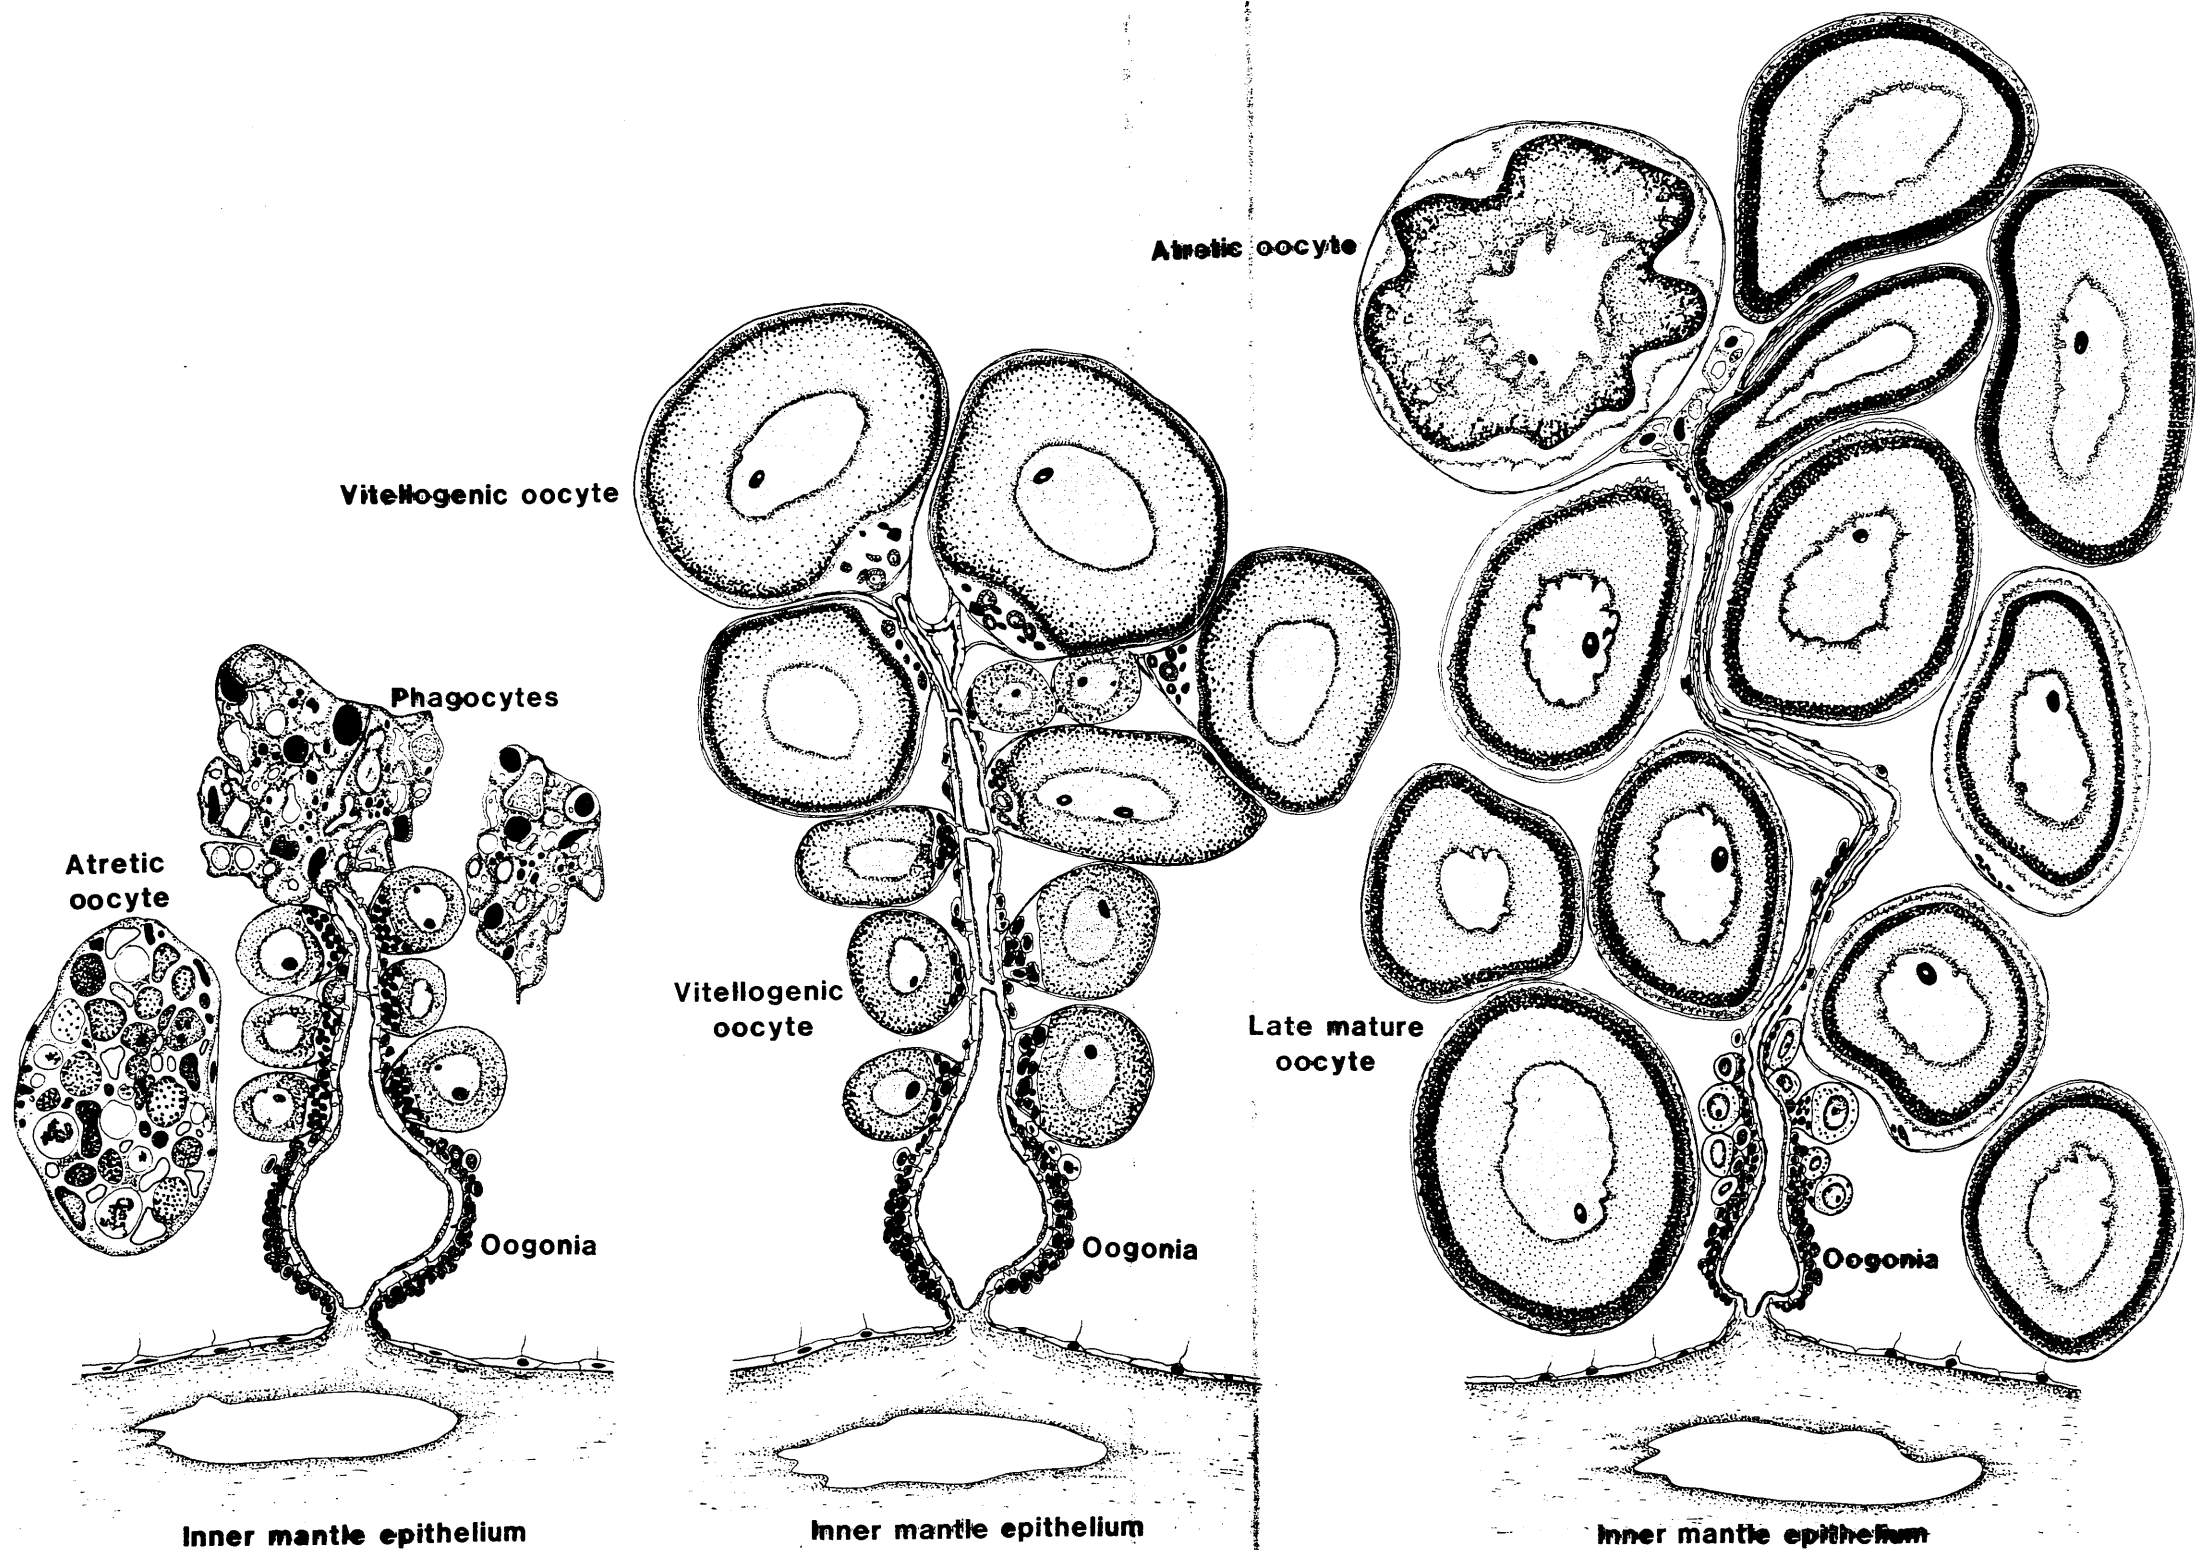 Atretic oocyte
Vitellogenic oocyte
Phagocytes
Atretic
oocyte
Vitellogenic
oocyte
Late mature
oocyte
Oogonia
Oogonia
Oogonia
Inner mantle epithelium
Inner mantle epithelium
Inner mantle epithelium